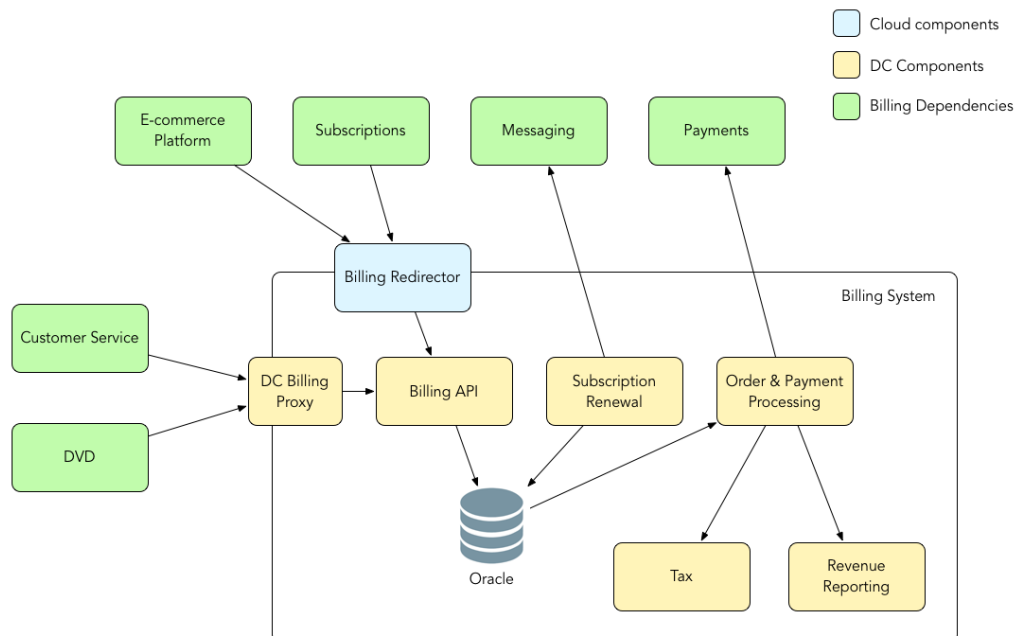 Cloud components
DC Components
Billing Dependencies
E-commerce
Platform
Subscriptions
Messaging
Payments
Billing Redirector
Billing System
Customer Service
DC Billing
Proxy
Billing API
Subscription
Renewal
Order & Payment
Processing
DVD
Oracle
Tax
Revenue
Reporting